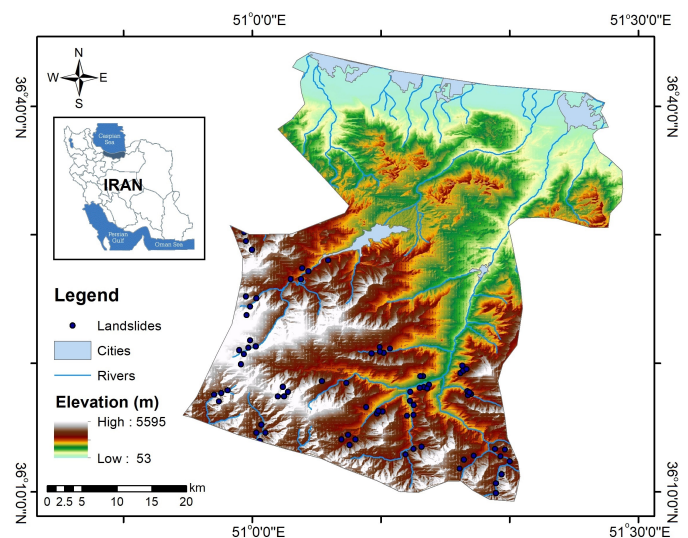 51°0'0"E
51°30'0"E
36°40'0"N
36°40'0"N
N
W
E
S
Caspian
Sea
IRAN
Persian
Gulf
Oman Sea
Legend
Landslides
Cities
Rivers
Elevation (m)
High : 5595
Low : 53
km
0 2.5 5 10 15 20
36°10'0"N
36°10'0"N
51°0'0"E
51°30'0"E